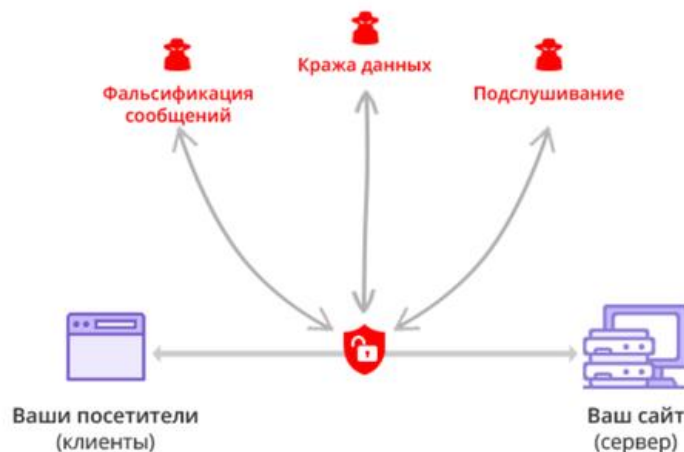 Кража данных
Фальсификация
сообщений
Подслушивание
Ваши посетители
(клиенты)
Ваш сайт
(сервер)